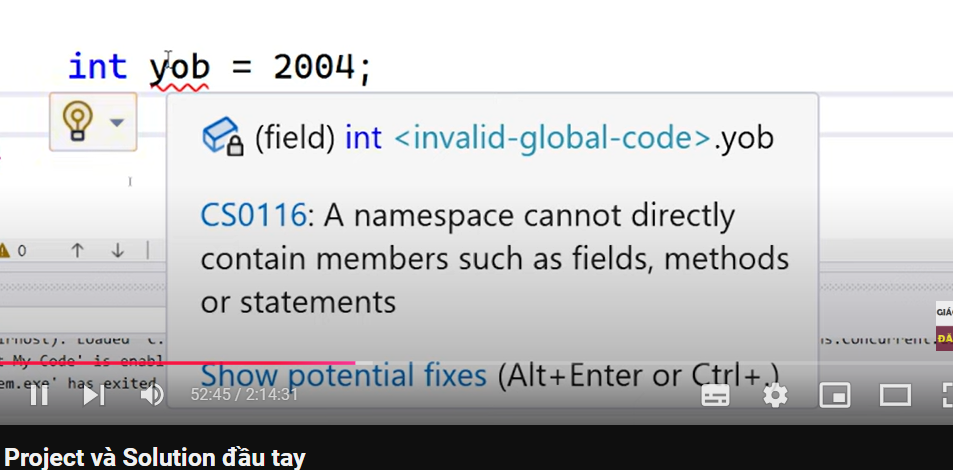 int yob = 2004;
(field) int <invalid-global-code>.yob
CS0116: A namespace cannot directly
contain members such as fields, methods
or statements
0
Loaded
My Code' is enabl
em.exe' has exited
Show potential fixes (Alt+Enter or Ctrl+.)
52:45 / 2:14:31
GIÁ
Project và Solution đầu tay